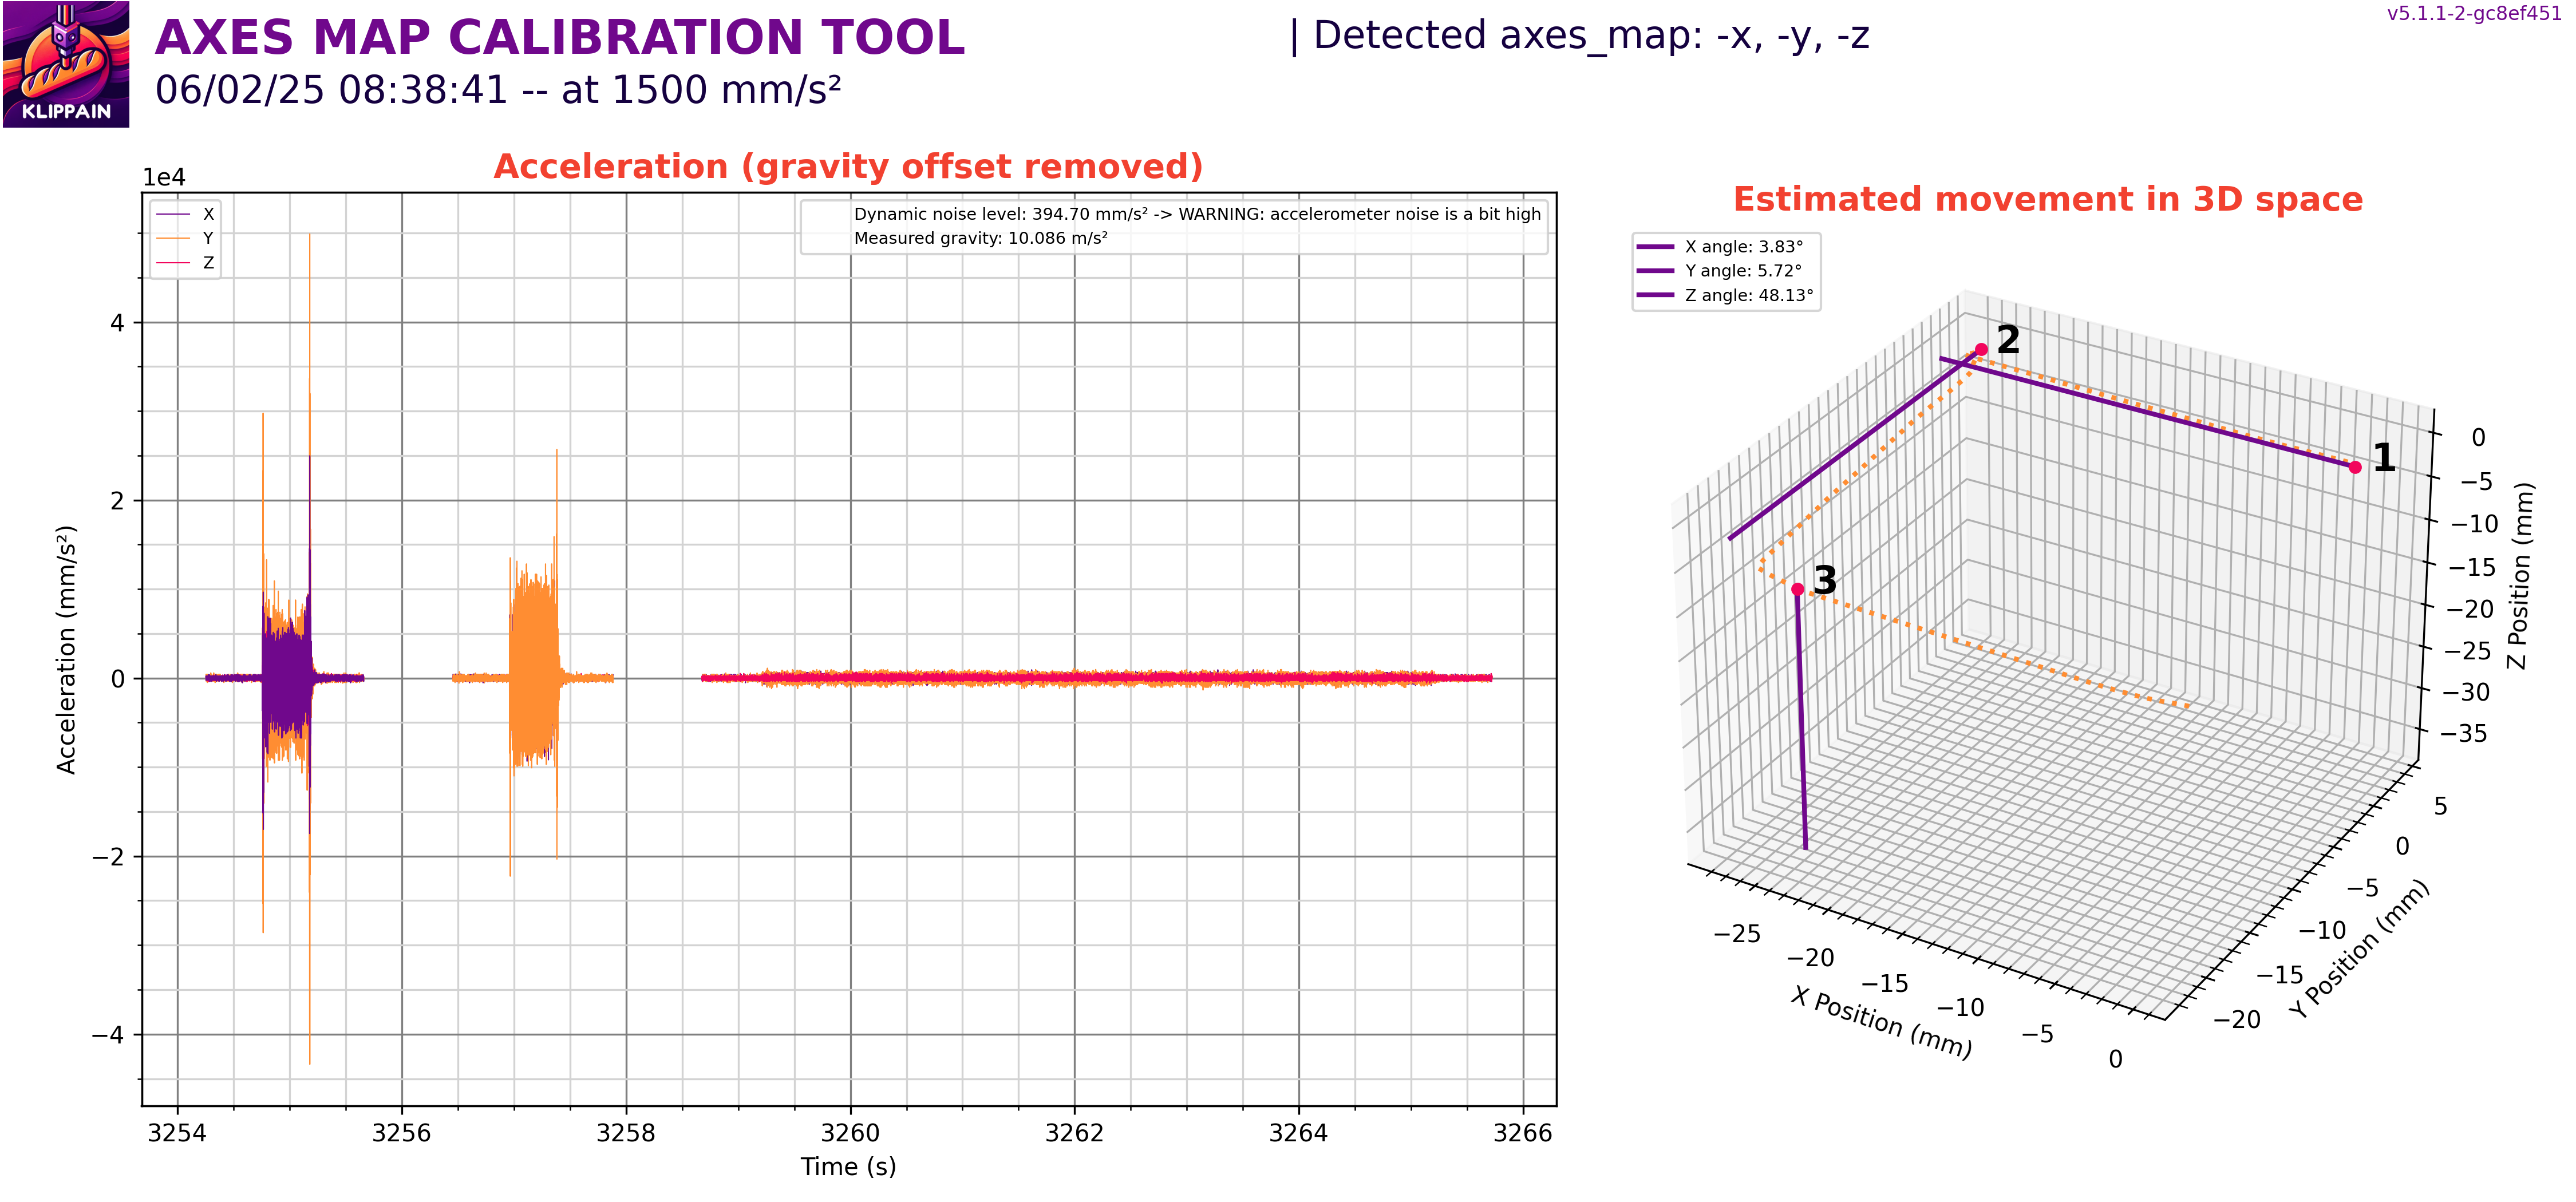 AXES MAP CALIBRATION TOOL
| Detected axes_map: -x, -y, -z
v5.1.1-2-gc8ef451
06/02/25 08:38:41 -- at 1500 mm/s²
KLIPPAIN
Acceleration (gravity offset removed)
1e4
X
Y
Z
Dynamic noise level: 394.70 mm/s² -> WARNING: accelerometer noise is a bit high
Measured gravity: 10.086 m/s²
4
2
0
−2
−4
Acceleration (mm/s²)
3254
3256
3258
3260
3262
3264
3266
Time (s)
Estimated movement in 3D space
X angle: 3.83°
Y angle: 5.72°
Z angle: 48.13°
2
1
3
0
−5
−10
−15
−20
−25
−30
−35
Z Position (mm)
5
0
−5
−10
−15
−20
Y Position (mm)
−25
−20
−15
−10
−5
0
X Position (mm)